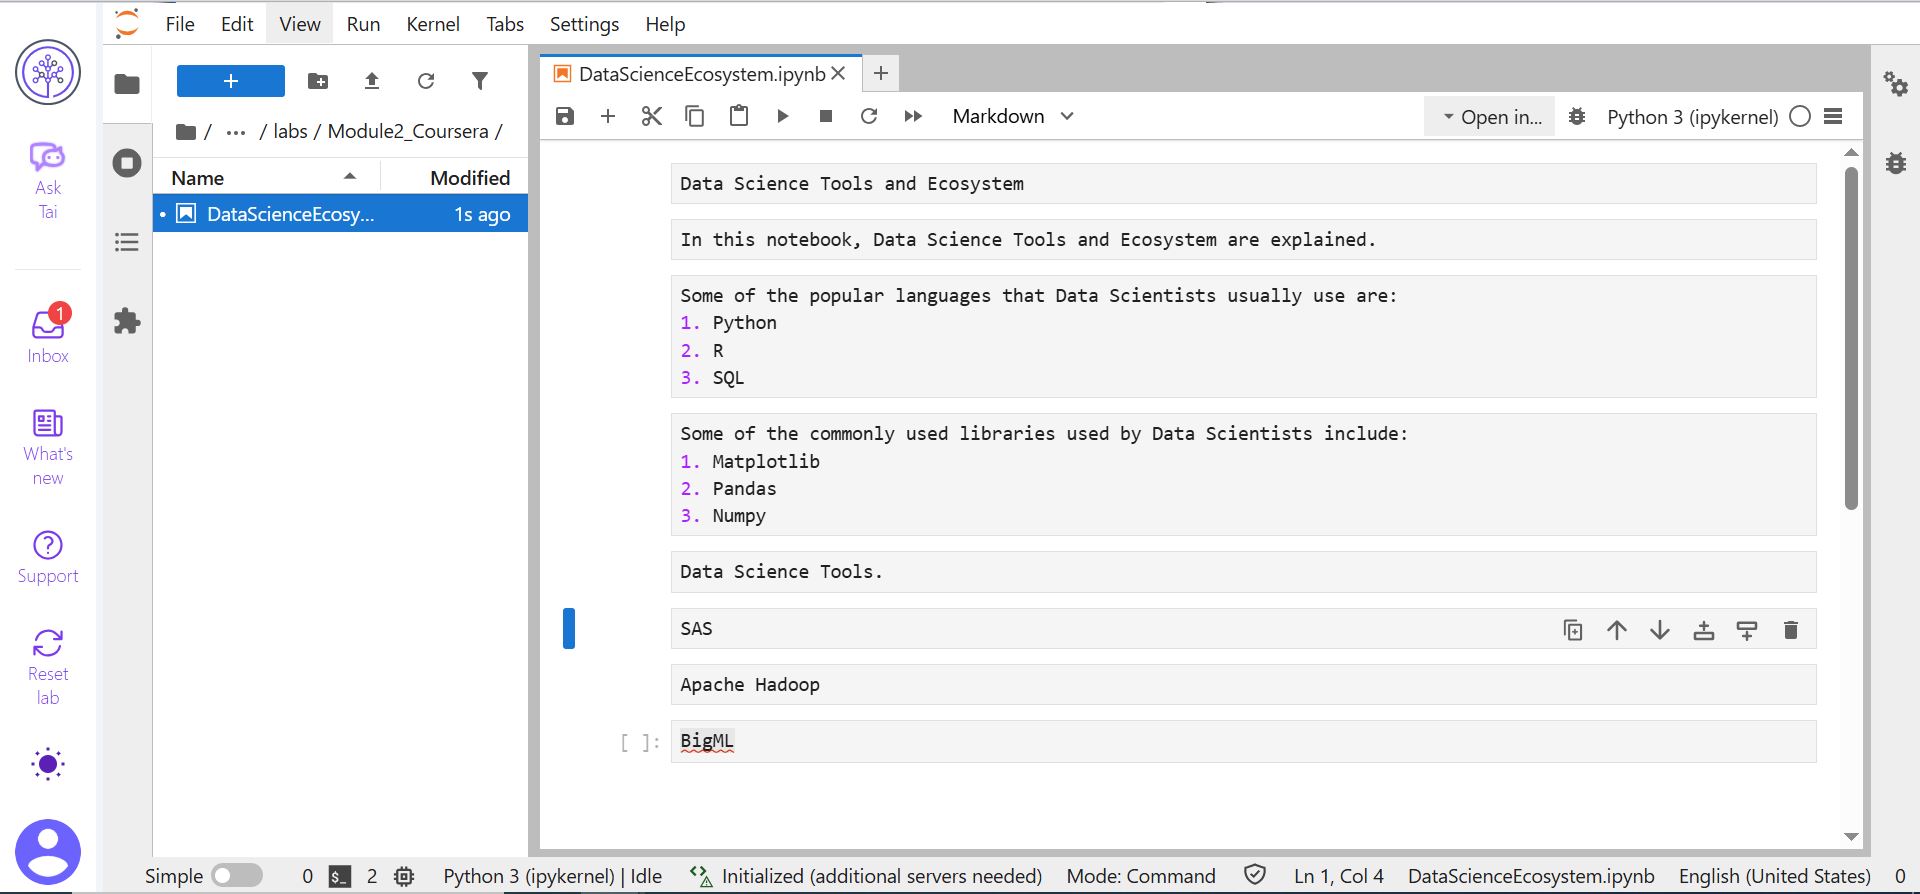 File Edit View Run Kernel Tabs Settings Help
Ask
Tai
1
Inbox
What's
new
Support
Reset
lab
+
/ ... / labs / Module2_Coursera /
Name Modified
• DataScienceEcosy... 1s ago
DataScienceEcosystem.ipynb
Markdown
Open in...
Python 3 (ipykernel)
Data Science Tools and Ecosystem
In this notebook, Data Science Tools and Ecosystem are explained.
Some of the popular languages that Data Scientists usually use are:
1. Python
2. R
3. SQL
Some of the commonly used libraries used by Data Scientists include:
1. Matplotlib
2. Pandas
3. Numpy
Data Science Tools.
SAS
Apache Hadoop
[ ]: BigML
Simple 0 $_ 2 Python 3 (ipykernel) | Idle Initialized (additional servers needed) Mode: Command Ln 1, Col 4 DataScienceEcosystem.ipynb English (United States) 0